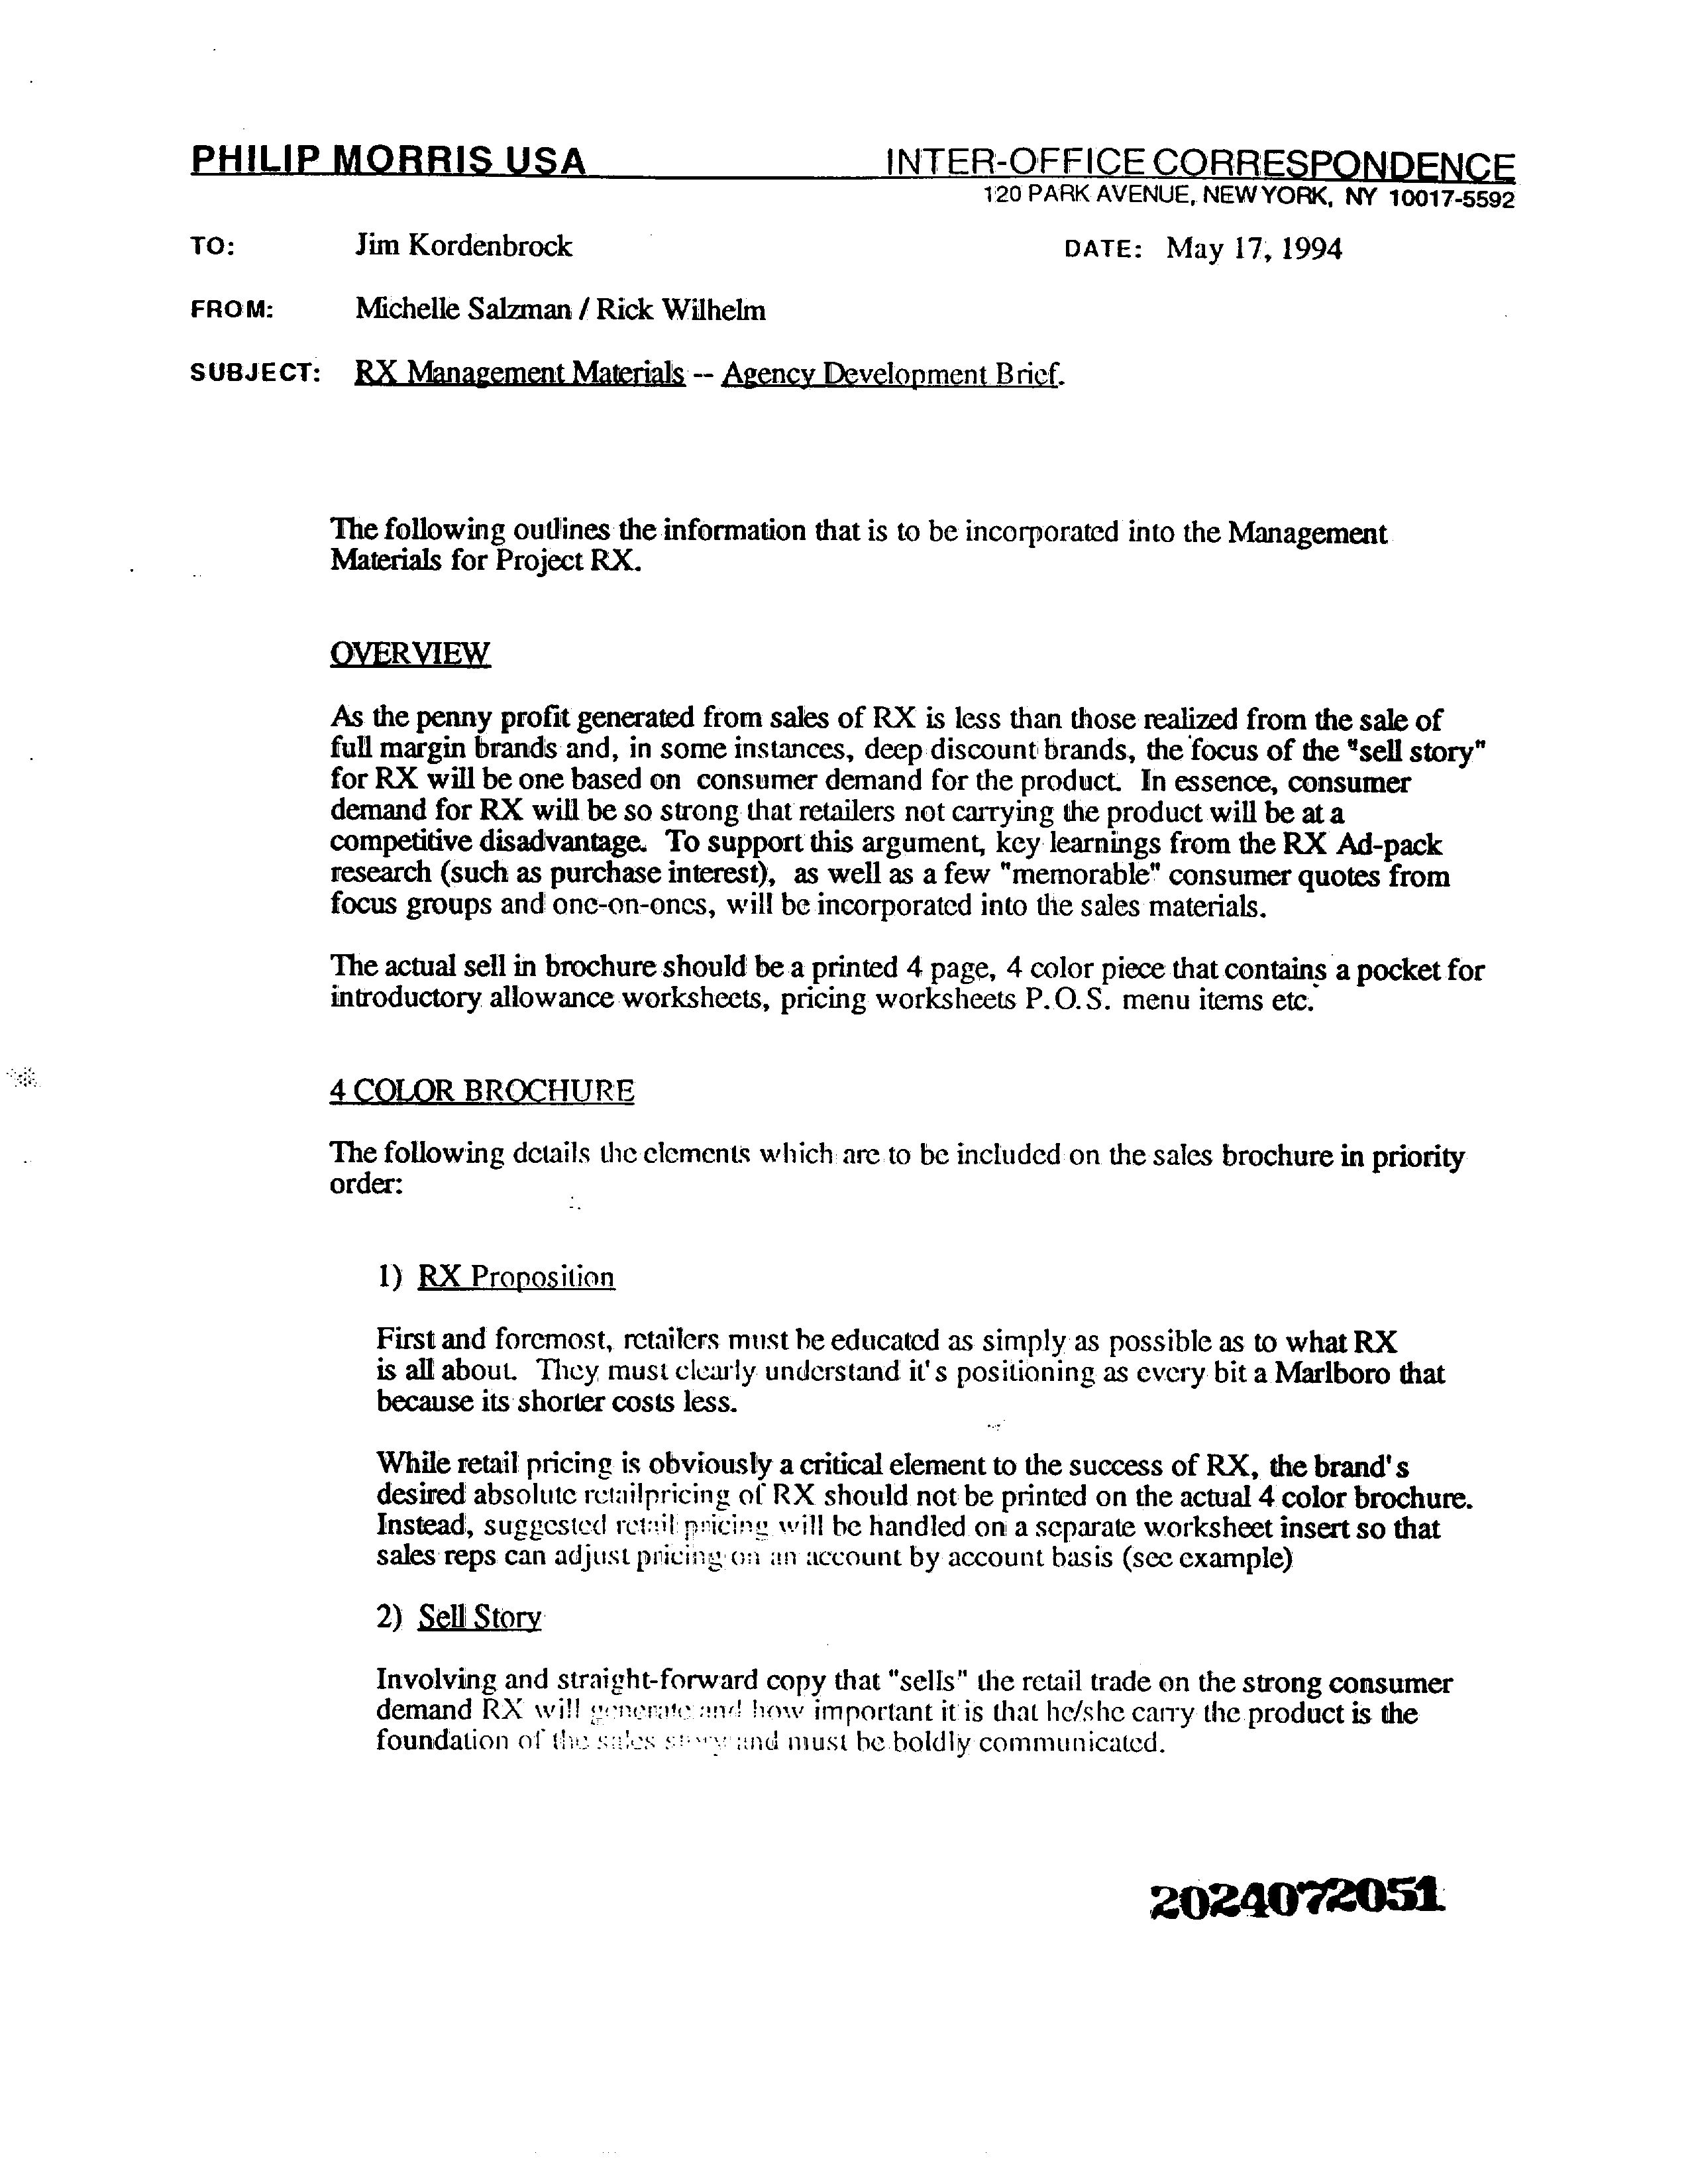 PHILIP MORRIS USA INTER-OFFICE CORRESPONDENCE
120 PARK AVENUE, NEW YORK, NY 10017-5592
TO: Jim Kordenbrock DATE: May 17, 1994
FROM: Michelle Salzman / Rick Wilhelm
SUBJECT: RX Management Materials -- Agency Development Brief.
The following outlines the information that is to be incorporated into the Management
Materials for Project RX.
OVERVIEW
As the penny profit generated from sales of RX is less than those realized from the sale of
full margin brands and, in some instances, deep discount brands, the focus of the "sell story"
for RX will be one based on consumer demand for the product. In essence, consumer
demand for RX will be so strong that retailers not carrying the product will be at a
competitive disadvantage. To support this argument, key learnings from the RX Ad-pack
research (such as purchase interest), as well as a few "memorable" consumer quotes from
focus groups and one-on-ones, will be incorporated into the sales materials.
The actual sell in brochure should be a printed 4 page, 4 color piece that contains a pocket for
introductory allowance worksheets, pricing worksheets P.O.S. menu items etc.
4 COLOR BROCHURE
The following details the elements which are to be included on the sales brochure in priority
order:
1) RX Proposition
First and foremost, retailers must be educated as simply as possible as to what RX
is all about. They must clearly understand it's positioning as every bit a Marlboro that
because its shorter costs less.
While retail pricing is obviously a critical element to the success of RX, the brand's
desired absolute retailpricing of RX should not be printed on the actual 4 color brochure.
Instead, suggested retail pricing will be handled on a separate worksheet insert so that
sales reps can adjust pricing on an account by account basis (see example)
2) Sell Story
Involving and straight-forward copy that "sells" the retail trade on the strong consumer
demand RX will generate and how important it is that he/she carry the product is the
foundation of the sales story and must be boldly communicated.
2024072051